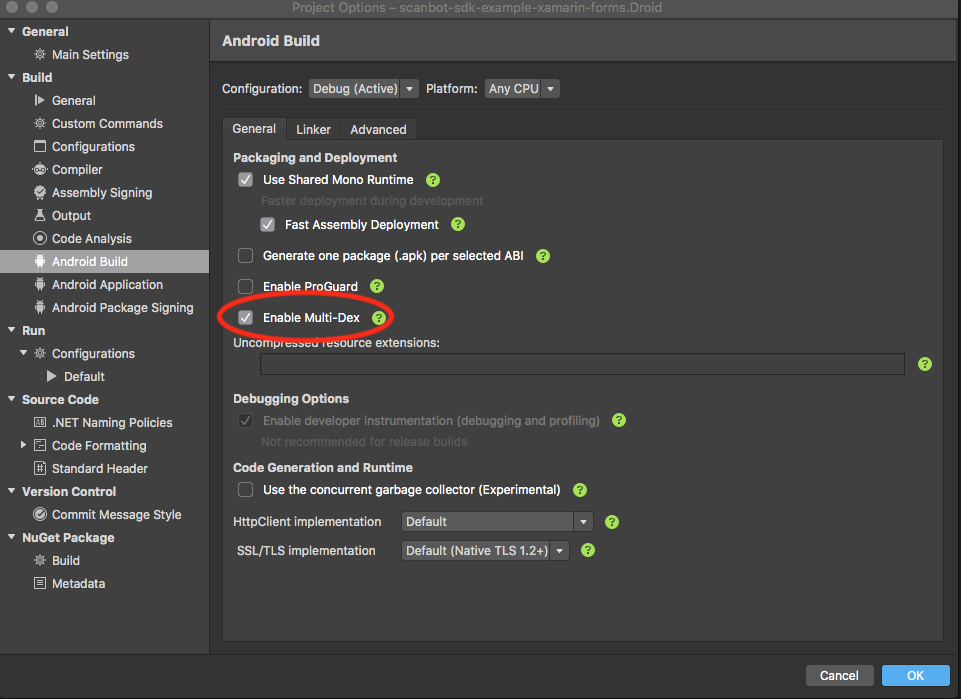 Project Options – scanbot-sdk-example-xamarin-forms.Droid
General
Main Settings
Build
General
Custom Commands
Configurations
Compiler
Assembly Signing
Output
Code Analysis
Android Build
Android Application
Android Package Signing
Run
Configurations
Default
Source Code
.NET Naming Policies
Code Formatting
Standard Header
Version Control
Commit Message Style
NuGet Package
Build
Metadata
Android Build
Configuration: Debug (Active) Platform: Any CPU
General Linker Advanced
Packaging and Deployment
Use Shared Mono Runtime ?
Faster deployment during development
Fast Assembly Deployment ?
Generate one package (.apk) per selected ABI ?
Enable ProGuard ?
Enable Multi-Dex ?
Uncompressed resource extensions:
?
Debugging Options
Enable developer instrumentation (debugging and profiling) ?
Not recommended for release builds
Code Generation and Runtime
Use the concurrent garbage collector (Experimental) ?
HttpClient implementation Default ?
SSL/TLS implementation Default (Native TLS 1.2+) ?
Cancel OK